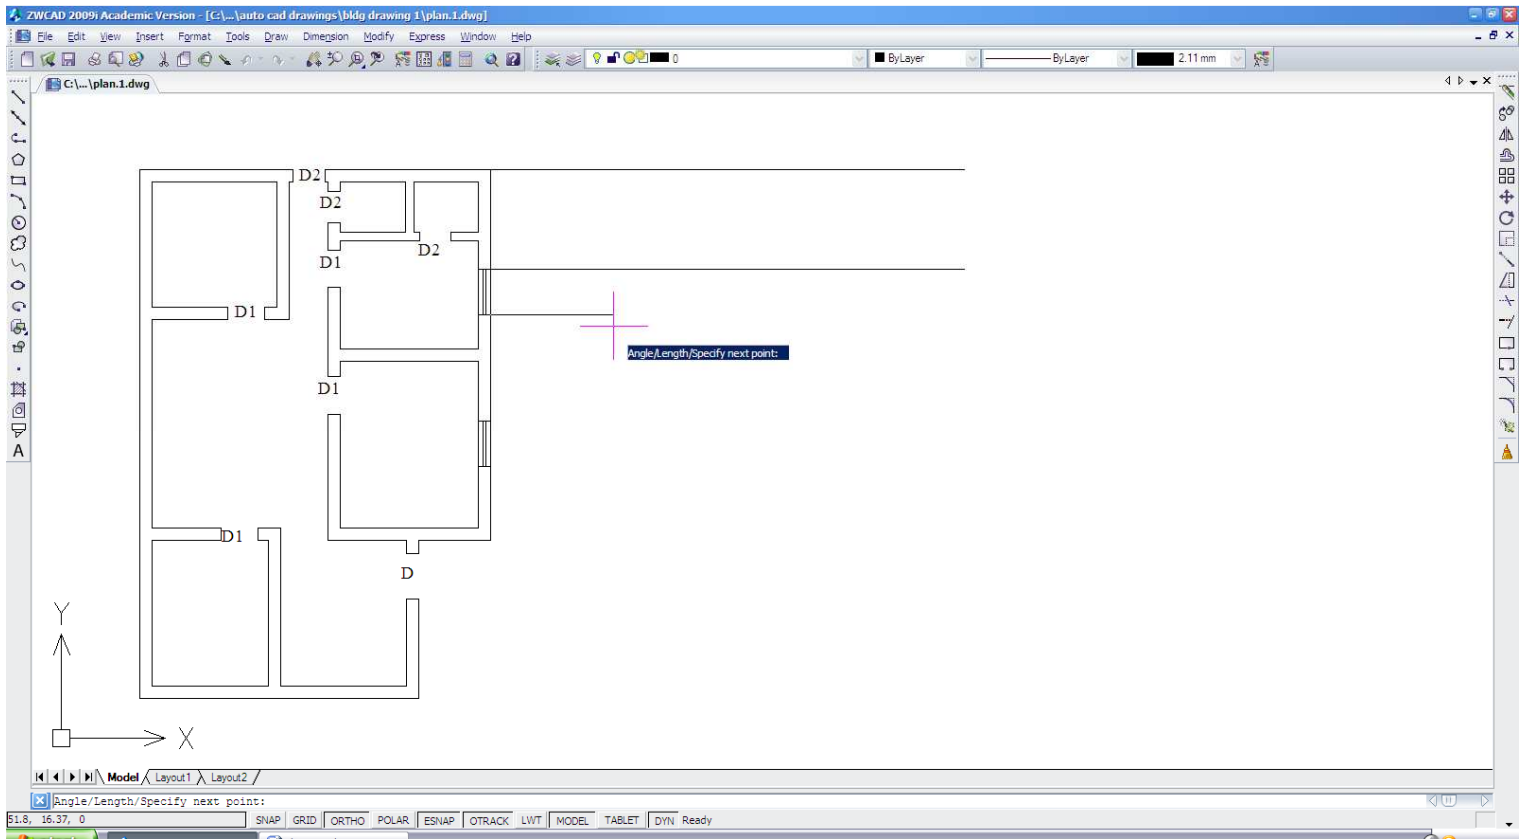 ZWCAD 2009i Academic Version - [C:\...\auto cad drawings\bldg drawing 1\plan.1.dwg]
File Edit View Insert Format Tools Draw Dimension Modify Express Window Help
0 ByLayer ByLayer 2.11 mm
C:\...\plan.1.dwg
D2
D2
D2
D1
D1
Angle/Length/Specify next point:
D1
D1
D
Y
X
A
Model Layout1 Layout2
Angle/Length/Specify next point:
51.8, 16.37, 0 SNAP GRID ORTHO POLAR ESNAP OTRACK LWT MODEL TABLET DYN Ready